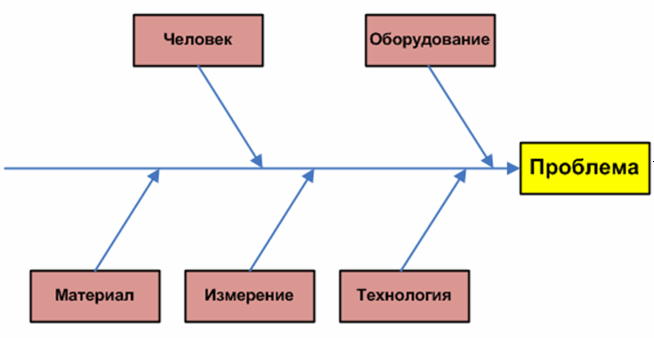 Человек
Оборудование
Проблема
Материал
Измерение
Технология